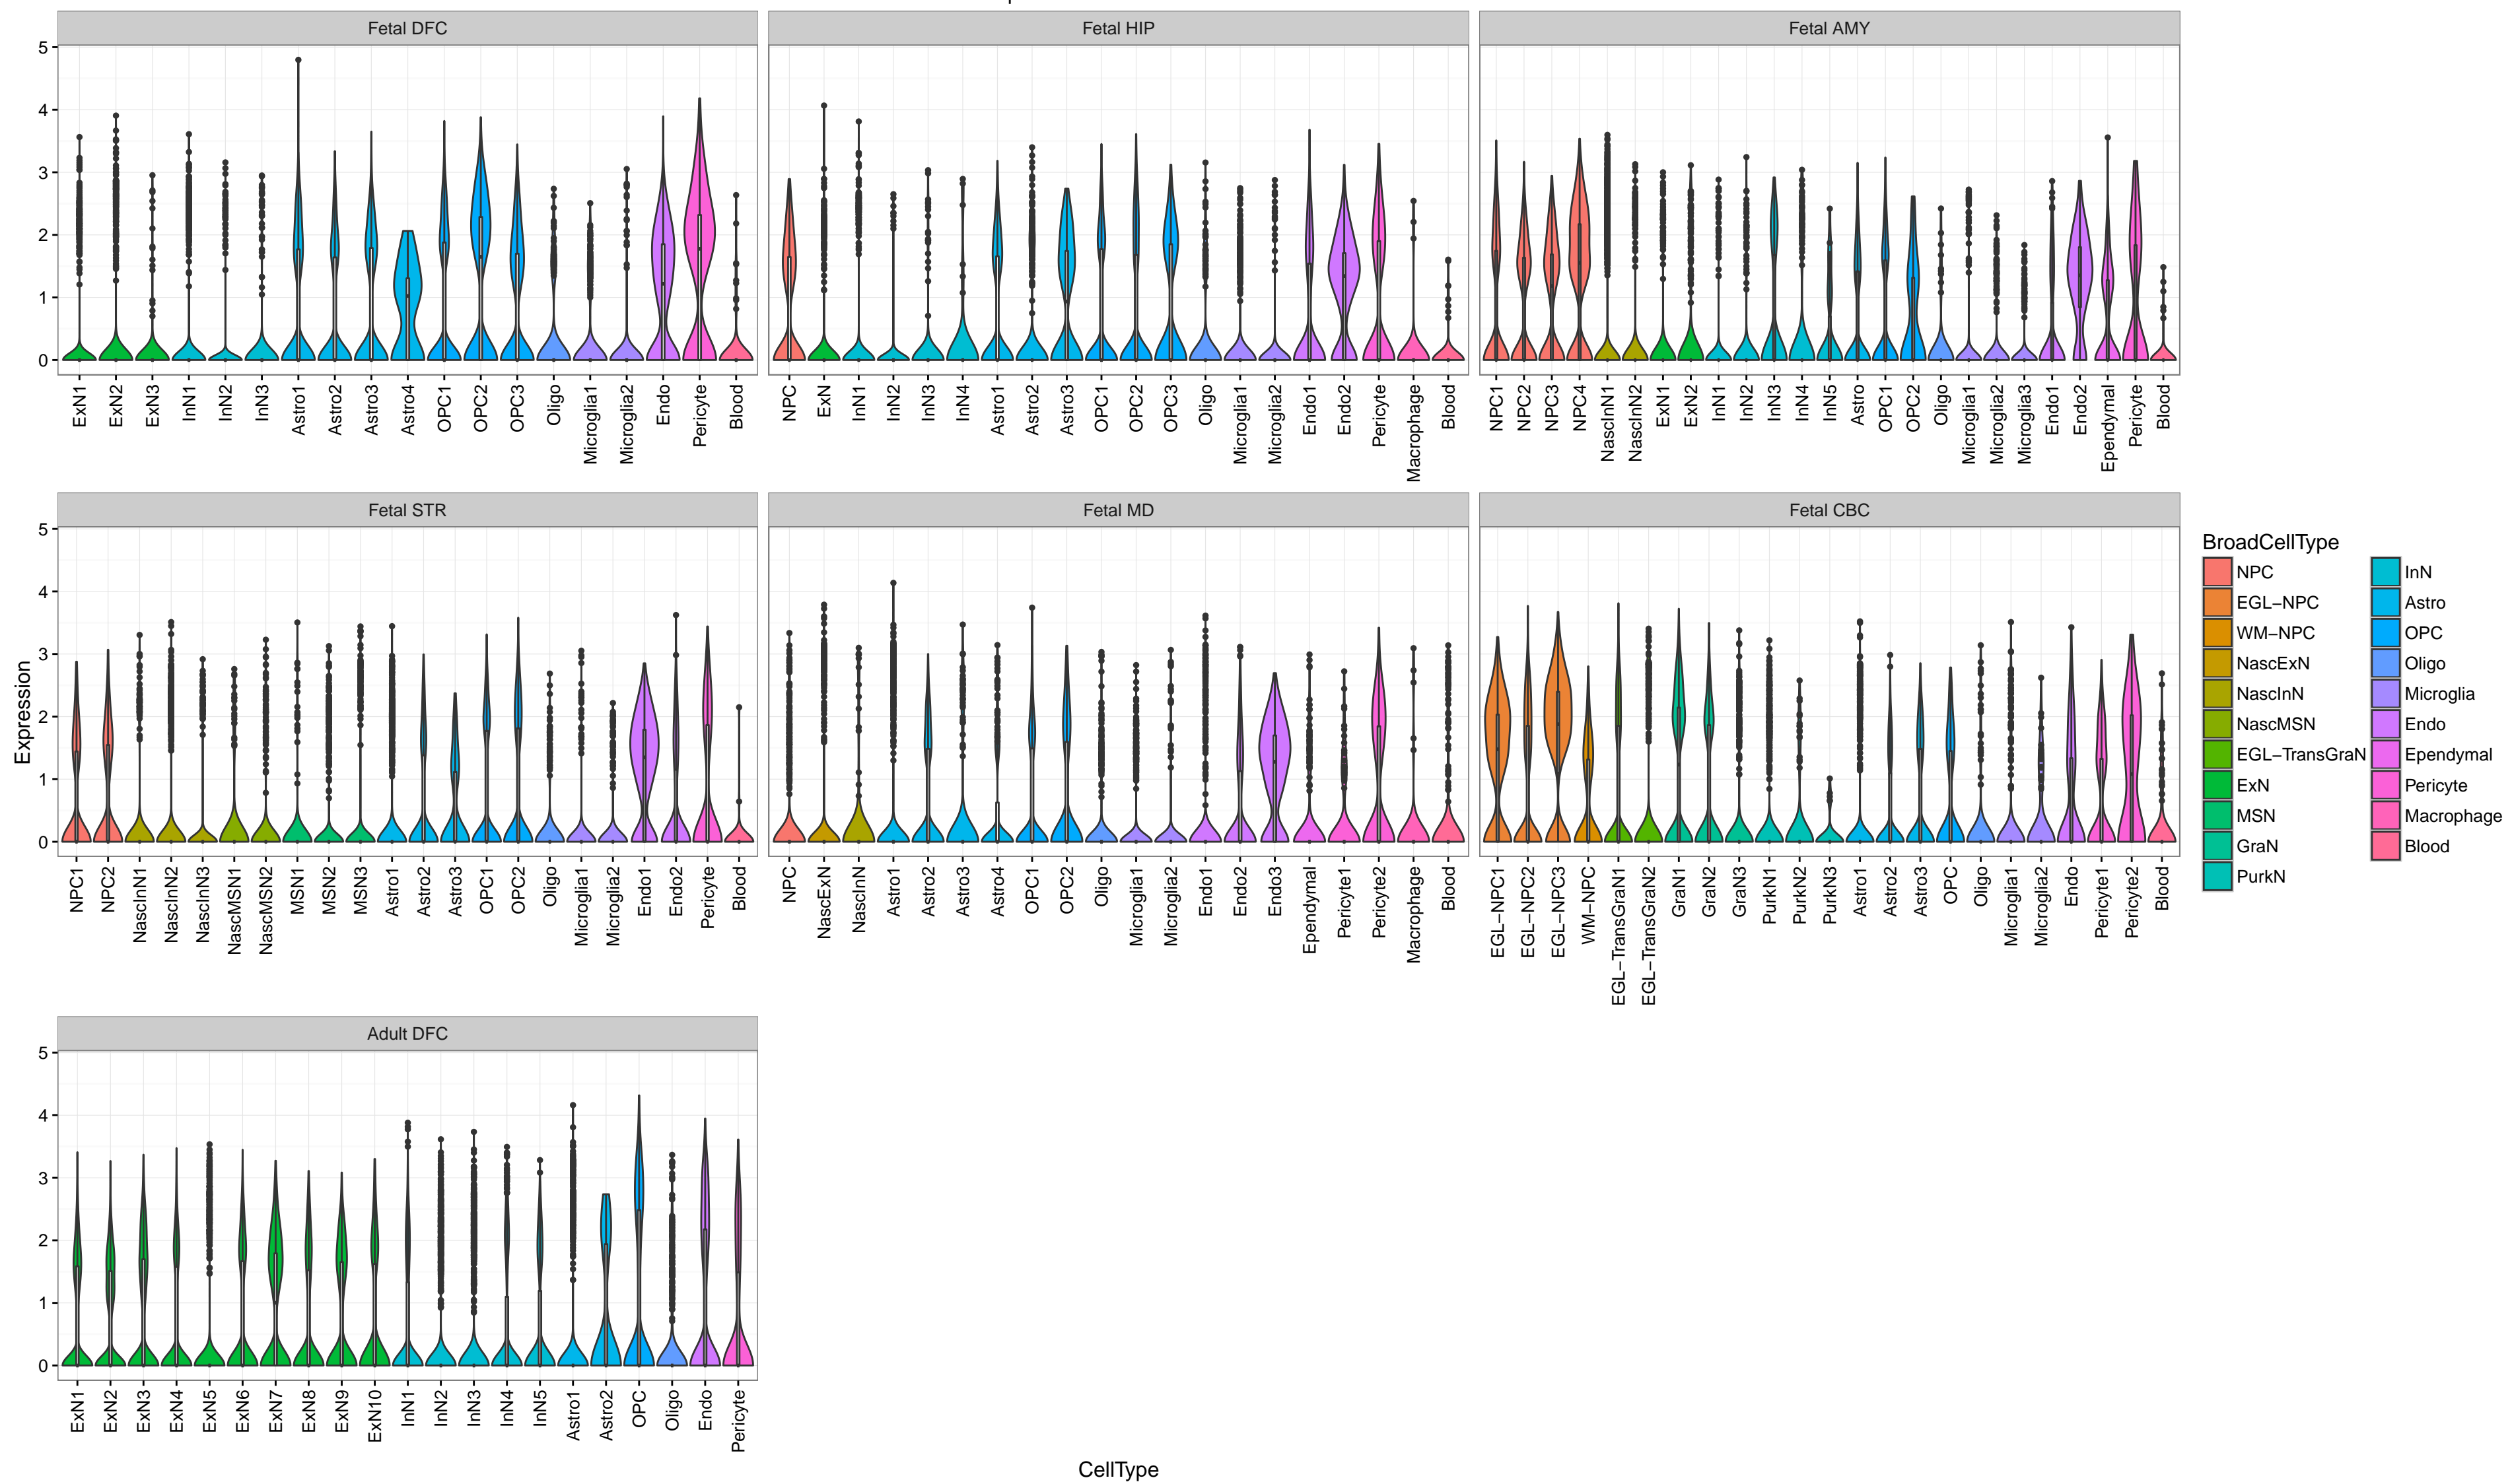 Fetal DFC
Fetal HIP
Fetal AMY
5
4
3
2
1
0
ExN1
ExN2
ExN3
InN1
InN2
InN3
Astro1
Astro2
Astro3
Astro4
OPC1
OPC2
OPC3
Oligo
Microglia1
Microglia2
Endo
Pericyte
Blood
NPC
ExN
InN1
InN2
InN3
InN4
Astro1
Astro2
Astro3
OPC1
OPC2
OPC3
Oligo
Microglia1
Microglia2
Endo1
Endo2
Pericyte
Macrophage
Blood
NPC1
NPC2
NPC3
NPC4
NascInN1
NascInN2
ExN1
ExN2
InN1
InN2
InN3
InN4
InN5
Astro
OPC1
OPC2
Oligo
Microglia1
Microglia2
Microglia3
Endo1
Endo2
Ependymal
Pericyte
Blood
Fetal STR
Fetal MD
Fetal CBC
Expression
5
4
3
2
1
0
NPC1
NPC2
NascInN1
NascInN2
NascInN3
NascMSN1
NascMSN2
MSN1
MSN2
MSN3
Astro1
Astro2
Astro3
OPC1
OPC2
Oligo
Microglia1
Microglia2
Endo1
Endo2
Pericyte
Blood
NPC
NascExN
NascInN
Astro1
Astro2
Astro3
Astro4
OPC1
OPC2
Oligo
Microglia1
Microglia2
Endo1
Endo2
Endo3
Ependymal
Pericyte1
Pericyte2
Macrophage
Blood
EGL−NPC1
EGL−NPC2
EGL−NPC3
WM−NPC
EGL−TransGraN1
EGL−TransGraN2
GraN1
GraN2
GraN3
PurkN1
PurkN2
PurkN3
Astro1
Astro2
Astro3
OPC
Oligo
Microglia1
Microglia2
Endo
Pericyte1
Pericyte2
Blood
BroadCellType
NPC
EGL−NPC
WM−NPC
NascExN
NascInN
NascMSN
EGL−TransGraN
ExN
MSN
GraN
PurkN
InN
Astro
OPC
Oligo
Microglia
Endo
Ependymal
Pericyte
Macrophage
Blood
Adult DFC
5
4
3
2
1
0
ExN1
ExN2
ExN3
ExN4
ExN5
ExN6
ExN7
ExN8
ExN9
ExN10
InN1
InN2
InN3
InN4
InN5
Astro1
Astro2
OPC
Oligo
Endo
Pericyte
CellType